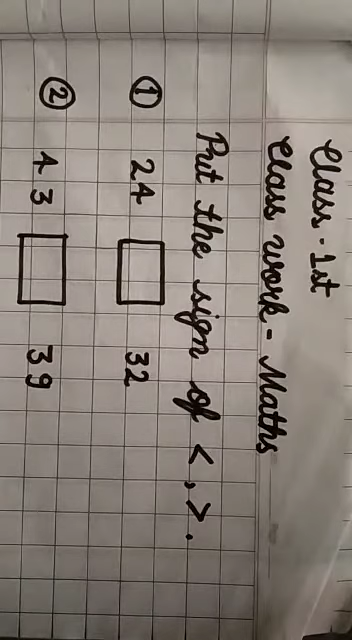 Class - 1st
Class work - Maths
Put the sign of <, >.
① 24 □ 32
② 43 □ 39